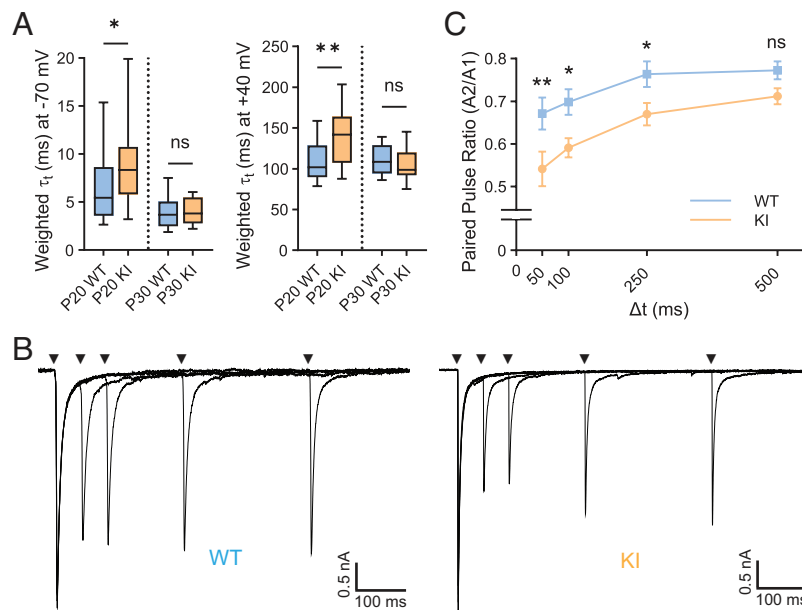 A
Weighted τt (ms) at -70 mV
20
15
10
5
0
*
ns
P20 WT
P20 KI
P30 WT
P30 KI
Weighted τt (ms) at +40 mV
250
200
150
100
50
0
**
ns
P20 WT
P20 KI
P30 WT
P30 KI
C
Paired Pulse Ratio (A2/A1)
0.8
0.7
0.6
0.5
**
*
*
ns
WT
KI
0
50
100
250
500
Δt (ms)
B
WT
0.5 nA
100 ms
KI
0.5 nA
100 ms